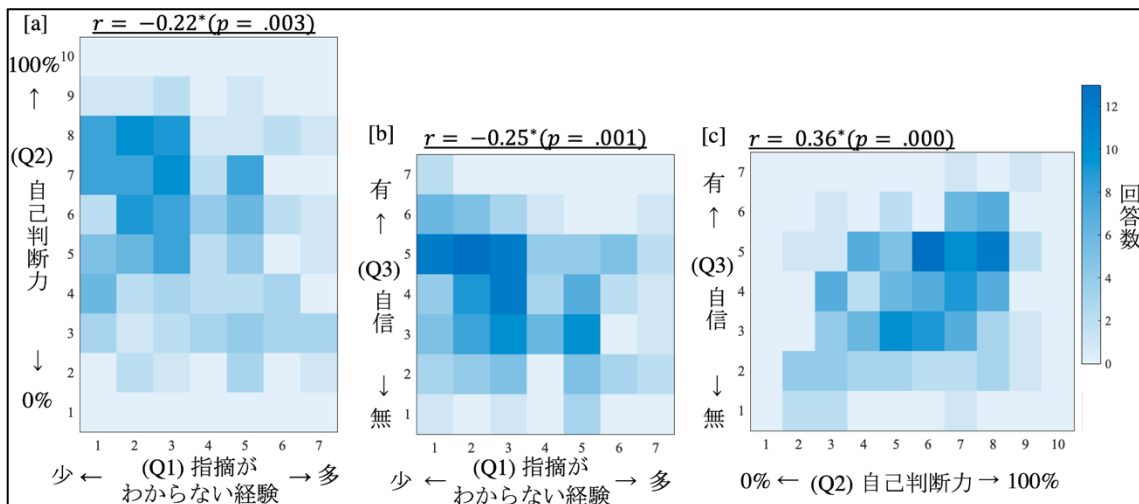 [a] r = −0.22*(p = .003)
100%
↑
(Q2)
自己判断力
↓
0%
10
9
8
7
6
5
4
3
2
1
1 2 3 4 5 6 7
少 ← (Q1) 指摘が → 多
わからない経験
[b] r = −0.25*(p = .001)
有
↑
(Q3)
自信
↓
無
7
6
5
4
3
2
1
1 2 3 4 5 6 7
少 ← (Q1) 指摘が → 多
わからない経験
[c] r = 0.36*(p = .000)
有
↑
(Q3)
自信
↓
無
7
6
5
4
3
2
1
1 2 3 4 5 6 7 8 9 10
0% ← (Q2) 自己判断力 → 100%
12
10
8
6
4
2
0
回答数